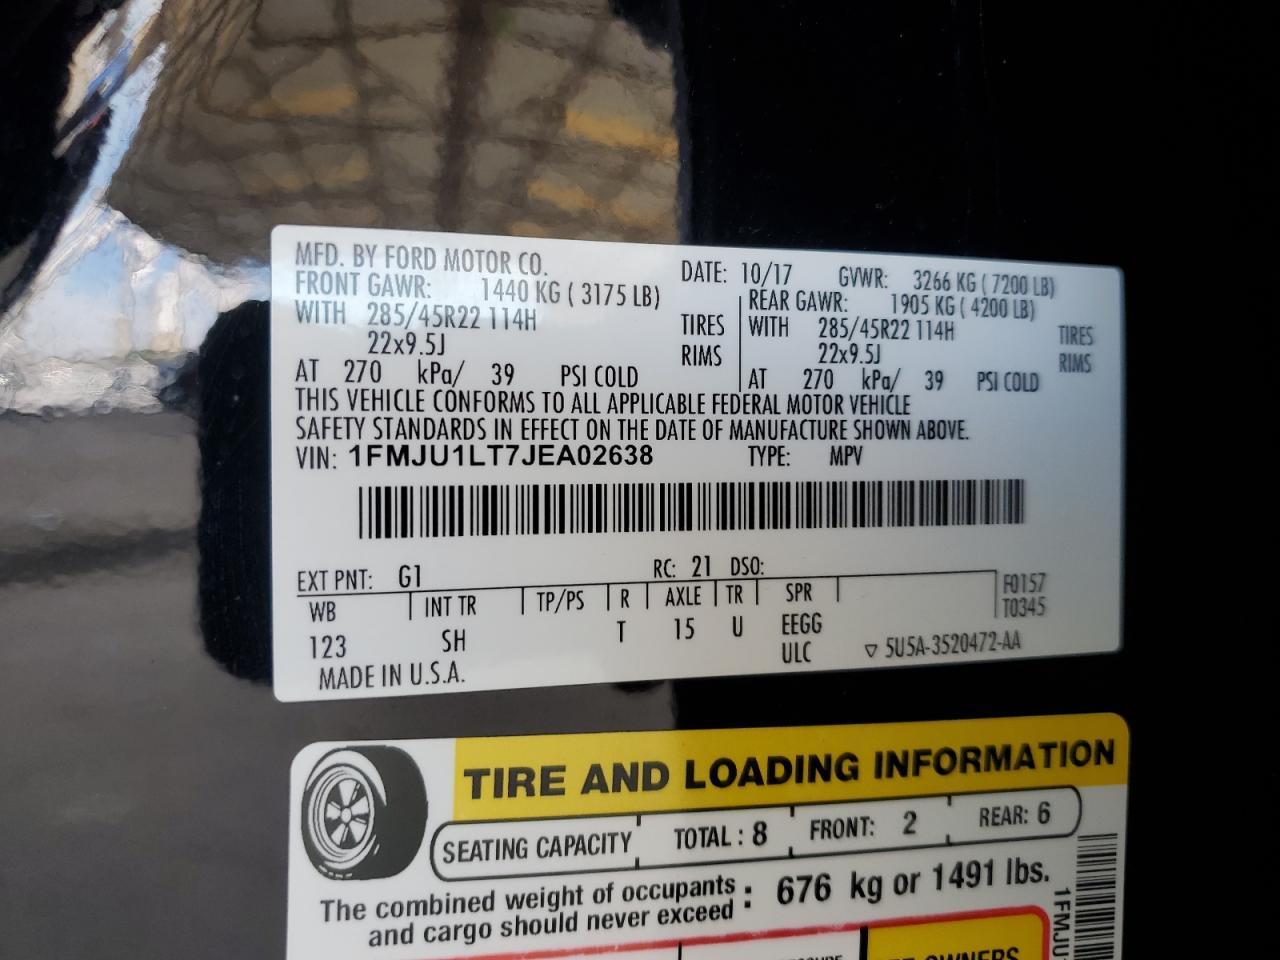 MFD. BY FORD MOTOR CO.
DATE: 10/17 GVWR: 3266 KG ( 7200 LB)
FRONT GAWR: 1440 KG ( 3175 LB)
REAR GAWR: 1905 KG ( 4200 LB)
WITH 285/45R22 114H TIRES
WITH 285/45R22 114H TIRES
22x9.5J RIMS
22x9.5J RIMS
AT 270 kPa/ 39 PSI COLD
AT 270 kPa/ 39 PSI COLD
THIS VEHICLE CONFORMS TO ALL APPLICABLE FEDERAL MOTOR VEHICLE
SAFETY STANDARDS IN EFFECT ON THE DATE OF MANUFACTURE SHOWN ABOVE.
VIN: 1FMJU1LT7JEA02638 TYPE: MPV
EXT PNT: G1 RC: 21 DSO:
WB INT TR TP/PS R AXLE TR SPR F0157
T0345
123 SH T 15 U EEGG
ULC ▽ 5U5A-3520472-AA
MADE IN U.S.A.
TIRE AND LOADING INFORMATION
SEATING CAPACITY TOTAL : 8 FRONT: 2 REAR: 6
The combined weight of occupants
and cargo should never exceed : 676 kg or 1491 lbs.
1FMJU
OWNERS